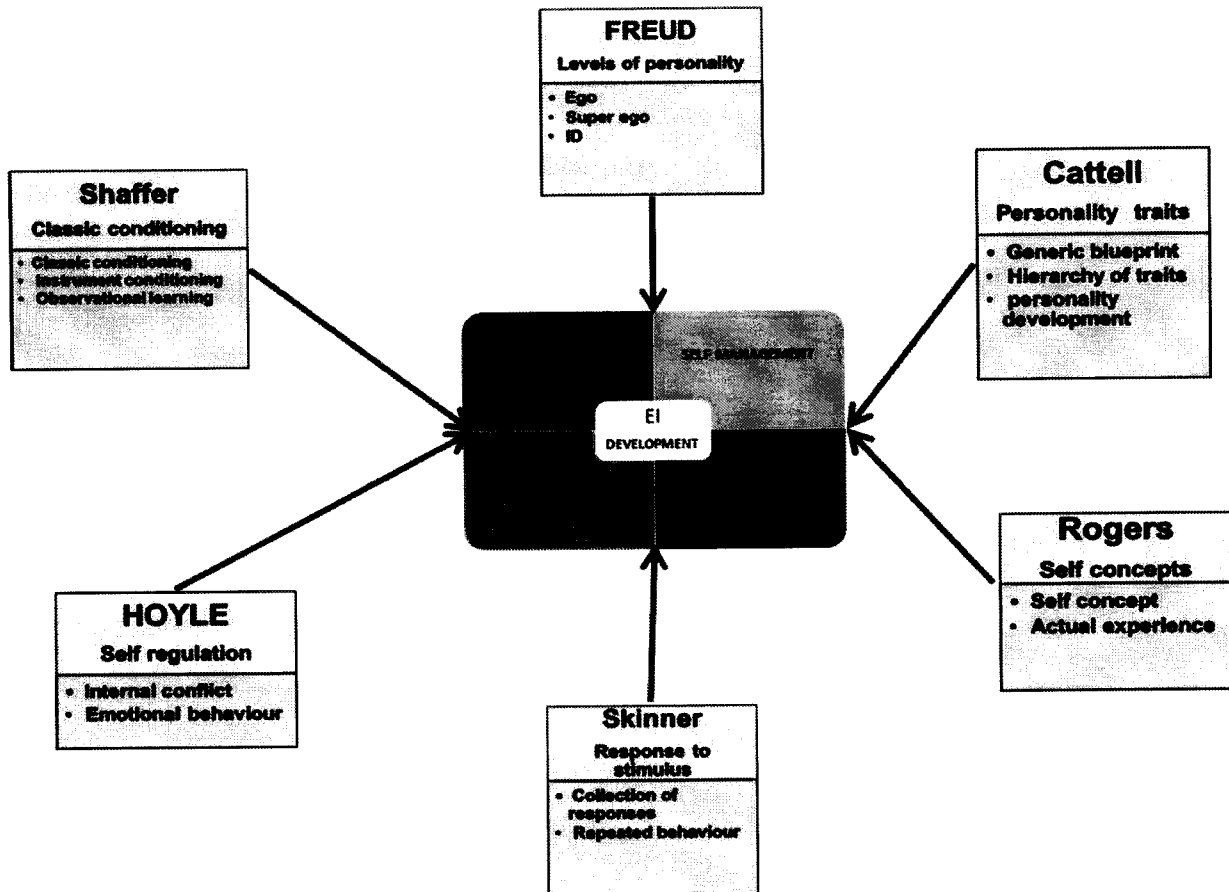 FREUD
Levels of personality
• Ego
• Super ego
• ID
Shaffer
Classic conditioning
• Classic conditioning
• Instrument conditioning
• Observational learning
Cattell
Personality traits
• Generic blueprint
• Hierarchy of traits
• personality
development
SELF MANAGEMENT
EI
DEVELOPMENT
HOYLE
Self regulation
• Internal conflict
• Emotional behaviour
Rogers
Self concepts
• Self concept
• Actual experience
Skinner
Response to
stimulus
• Collection of
responses
• Repeated behaviour